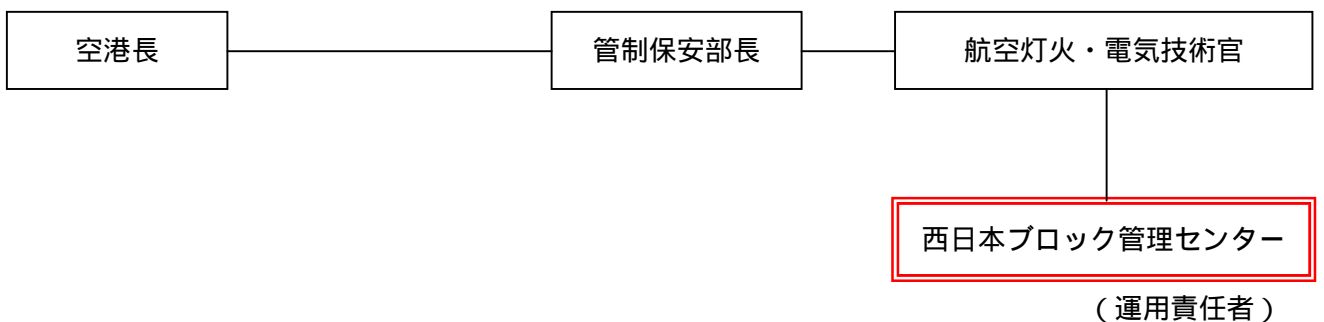 空港長
管制保安部長
航空灯火・電気技術官
西日本ブロック管理センター
（運用責任者）